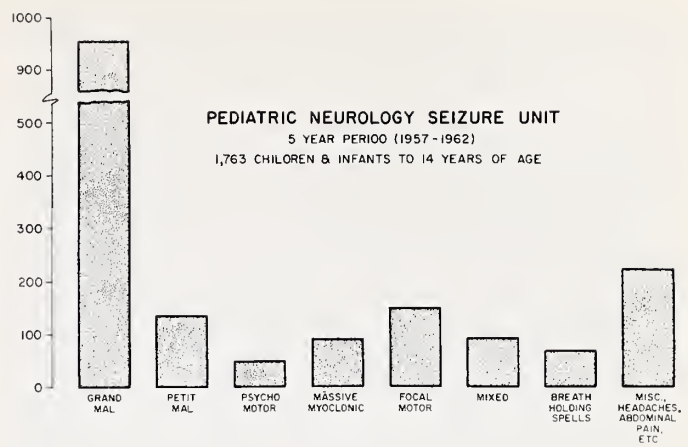 PEDIATRIC NEUROLOGY SEIZURE UNIT
5 YEAR PERIOO (1957-1962)
1,763 CHILOREN & INFANTS TO 14 YEARS OF AGE
1000
900
500
400
300
200
100
0
GRAND
MAL
PETIT
MAL
PSYCHO
MOTOR
MASSIVE
MYOCLONIC
FOCAL
MOTOR
MIXED
BREATH
HOLDING
SPELLS
MISC.,
HEADACHES,
ABDOMINAL
PAIN,
ETC